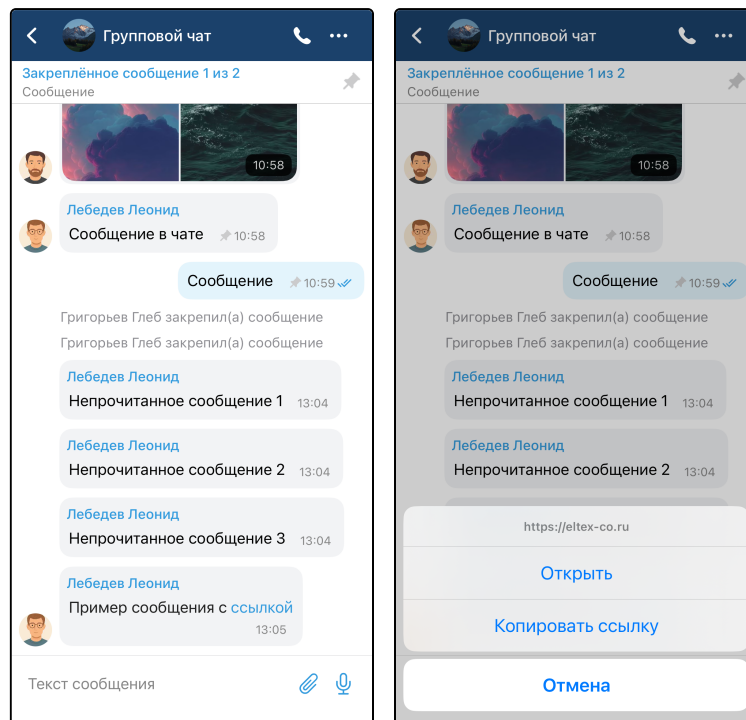 Групповой чат
Закреплённое сообщение 1 из 2
Сообщение
10:58
Лебедев Леонид
Сообщение в чате 10:58
Сообщение 10:59
Григорьев Глеб закрепил(а) сообщение
Григорьев Глеб закрепил(а) сообщение
Лебедев Леонид
Непрочитанное сообщение 1 13:04
Лебедев Леонид
Непрочитанное сообщение 2 13:04
Лебедев Леонид
Непрочитанное сообщение 3 13:04
Лебедев Леонид
Пример сообщения с ссылкой
13:05
Текст сообщения
Групповой чат
Закреплённое сообщение 1 из 2
Сообщение
10:58
Лебедев Леонид
Сообщение в чате 10:58
Сообщение 10:59
Григорьев Глеб закрепил(а) сообщение
Григорьев Глеб закрепил(а) сообщение
Лебедев Леонид
Непрочитанное сообщение 1 13:04
Лебедев Леонид
Непрочитанное сообщение 2 13:04
https://eltex-co.ru
Открыть
Копировать ссылку
Отмена